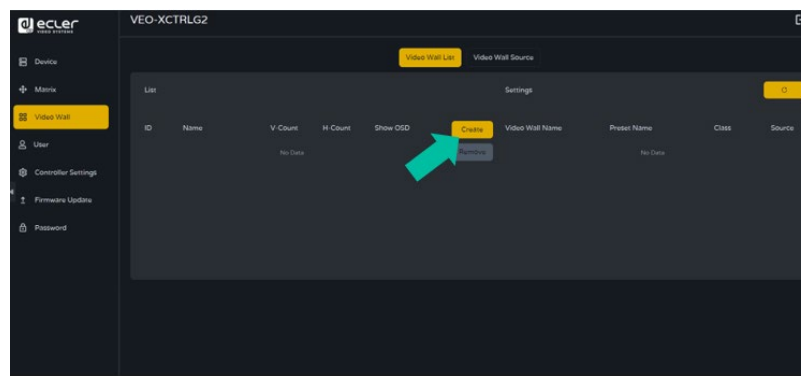 ecler
VIDEO SYSTEMS
VEO-XCTRLG2
Video Wall List
Video Wall Source
Device
Matrix
Video Wall
User
Controller Settings
Firmware Update
Password
List
Settings
ID Name V-Count H-Count Show OSD Create Video Wall Name Preset Name Class Source
No Data Remove No Data